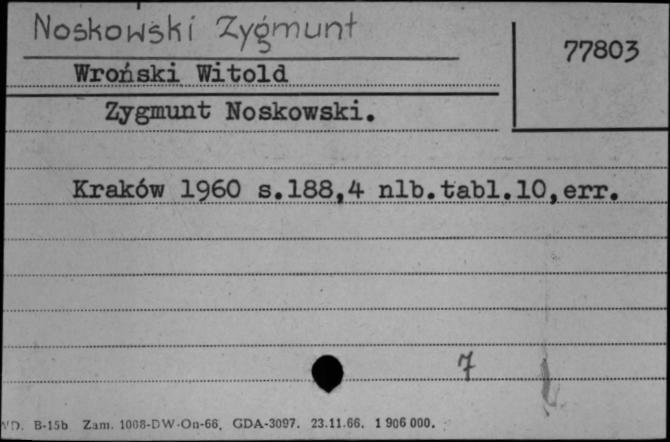 Noskowski Zygmunt
77803
Wroński Witold
Zygmunt Noskowski.
Kraków 1960 s.188,4 nlb.tabl.10,err.
7
B-15b Zam. 1008-DW-On-66. GDA-3097. 23.11.66. 1 906 000.